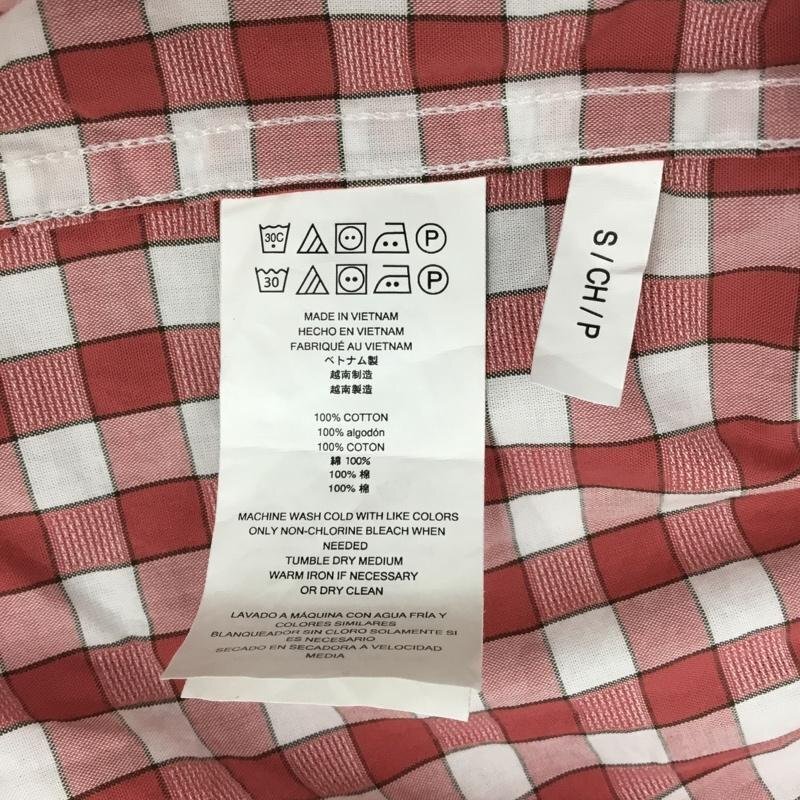 30C P
30 P
MADE IN VIETNAM
HECHO EN VIETNAM
FABRIQUÉ AU VIETNAM
ベトナム製
越南制造
越南製造
100% COTTON
100% algodón
100% COTON
綿 100%
100% 棉
100% 棉
MACHINE WASH COLD WITH LIKE COLORS
ONLY NON-CHLORINE BLEACH WHEN
NEEDED
TUMBLE DRY MEDIUM
WARM IRON IF NECESSARY
OR DRY CLEAN
LAVADO A MÁQUINA CON AGUA FRÍA Y
COLORES SIMILARES
BLANQUEADOR SIN CLORO SOLAMENTE SI
ES NECESARIO
SECADO EN SECADORA A VELOCIDAD
MEDIA
S/CH/P